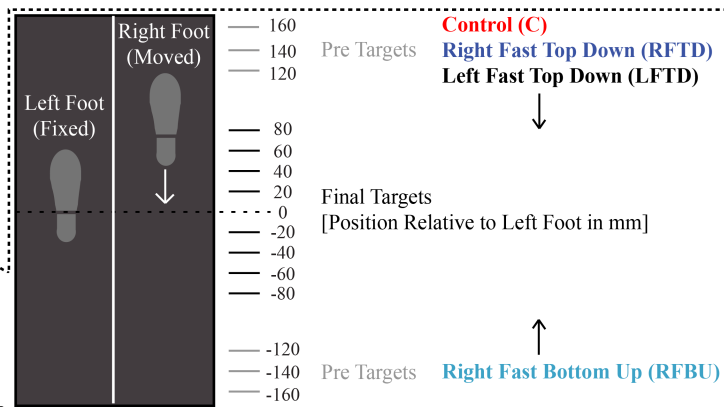 Right Foot
(Moved)
Left Foot
(Fixed)
160
140
120
80
60
40
20
0
-20
-40
-60
-80
-120
-140
-160
Pre Targets
Control (C)
Right Fast Top Down (RFTD)
Left Fast Top Down (LFTD)
Final Targets
[Position Relative to Left Foot in mm]
Pre Targets
Right Fast Bottom Up (RFBU)